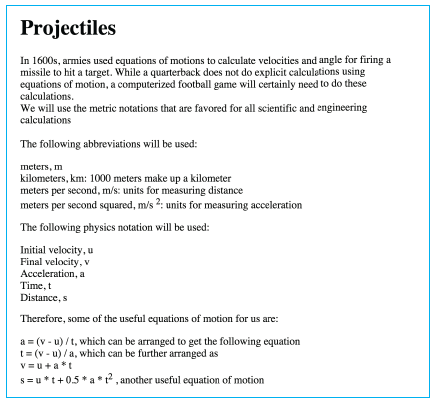 Projectiles
In 1600s, armies used equations of motions to calculate velocities and angle for firing a
missile to hit a target. While a quarterback does not do explicit calculations using
equations of motion, a computerized football game will certainly need to do these
calculations.
We will use the metric notations that are favored for all scientific and engineering
calculations
The following abbreviations will be used:
meters, m
kilometers, km: 1000 meters make up a kilometer
meters per second, m/s: units for measuring distance
meters per second squared, m/s ²: units for measuring acceleration
The following physics notation will be used:
Initial velocity, u
Final velocity, v
Acceleration, a
Time, t
Distance, s
Therefore, some of the useful equations of motion for us are:
a = (v - u) / t, which can be arranged to get the following equation
t = (v - u) / a, which can be further arranged as
v = u + a * t
s = u * t + 0.5 * a * t² , another useful equation of motion